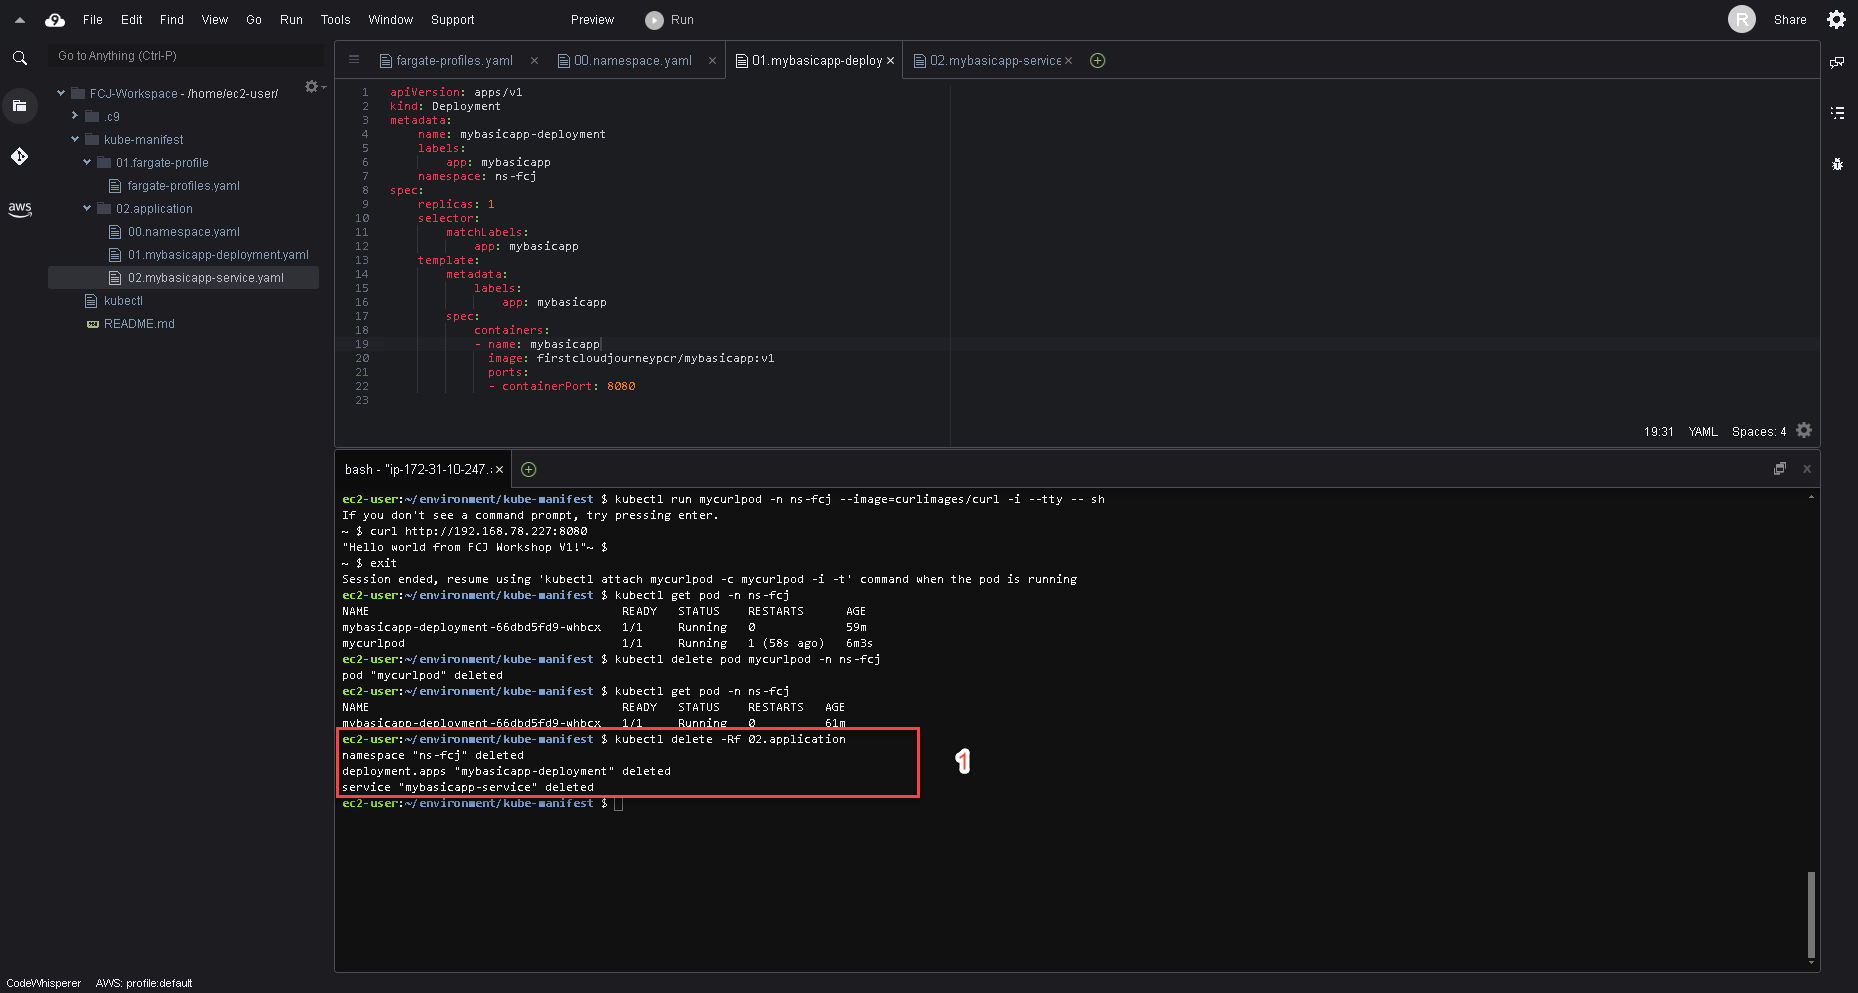 9 File Edit Find View Go Run Tools Window Support Preview Run R Share
Go to Anything (Ctrl-P)
FCJ-Workspace - /home/ec2-user/
.c9
kube-manifest
01.fargate-profile
fargate-profiles.yaml
02.application
00.namespace.yaml
01.mybasicapp-deployment.yaml
02.mybasicapp-service.yaml
kubectl
README.md
aws
fargate-profiles.yaml 00.namespace.yaml 01.mybasicapp-deploy 02.mybasicapp-service
1 apiVersion: apps/v1
2 kind: Deployment
3 metadata:
4 name: mybasicapp-deployment
5 labels:
6 app: mybasicapp
7 namespace: ns-fcj
8 spec:
9 replicas: 1
10 selector:
11 matchLabels:
12 app: mybasicapp
13 template:
14 metadata:
15 labels:
16 app: mybasicapp
17 spec:
18 containers:
19 - name: mybasicapp
20 image: firstcloudjourneypcr/mybasicapp:v1
21 ports:
22 - containerPort: 8080
23
19:31 YAML Spaces: 4
bash - "ip-172-31-10-247.:
ec2-user:~/environment/kube-manifest $ kubectl run mycurlpod -n ns-fcj --image=curlimages/curl -i --tty -- sh
If you don't see a command prompt, try pressing enter.
~ $ curl http://192.168.78.227:8080
"Hello world from FCJ Workshop V1!"~ $
~ $ exit
Session ended, resume using 'kubectl attach mycurlpod -c mycurlpod -i -t' command when the pod is running
ec2-user:~/environment/kube-manifest $ kubectl get pod -n ns-fcj
NAME READY STATUS RESTARTS AGE
mybasicapp-deployment-66dbd5fd9-whbcx 1/1 Running 0 59m
mycurlpod 1/1 Running 1 (58s ago) 6m3s
ec2-user:~/environment/kube-manifest $ kubectl delete pod mycurlpod -n ns-fcj
pod "mycurlpod" deleted
ec2-user:~/environment/kube-manifest $ kubectl get pod -n ns-fcj
NAME READY STATUS RESTARTS AGE
mybasicapp-deployment-66dbd5fd9-whbcx 1/1 Running 0 61m
ec2-user:~/environment/kube-manifest $ kubectl delete -Rf 02.application
namespace "ns-fcj" deleted
deployment.apps "mybasicapp-deployment" deleted
service "mybasicapp-service" deleted
ec2-user:~/environment/kube-manifest $
1
CodeWhisperer AWS: profile:default